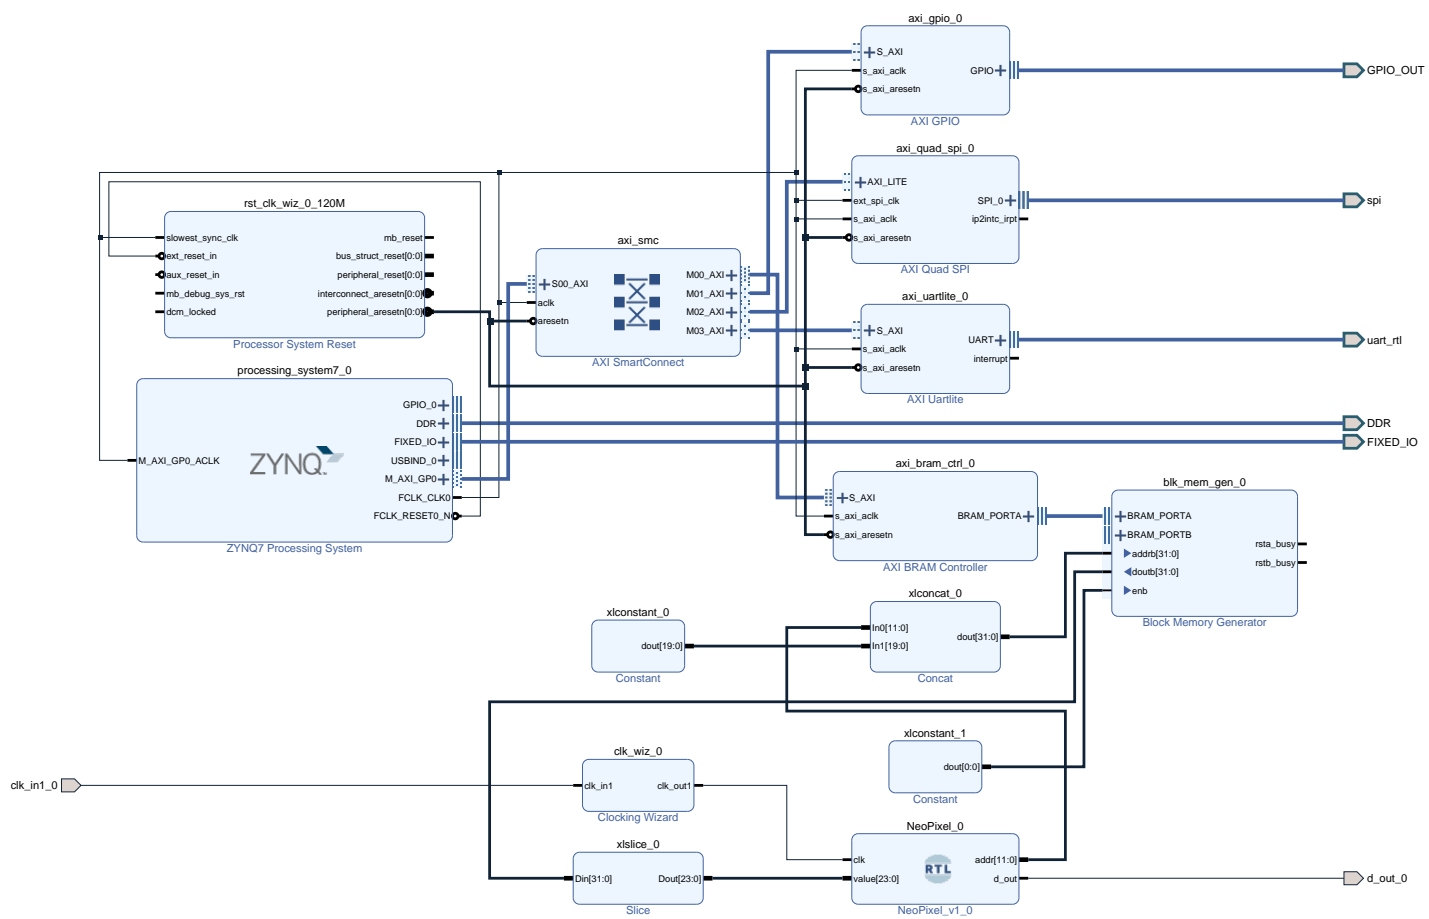 axi_gpio_0
S_AXI
s_axi_aclk
s_axi_aresetn
GPIO
AXI GPIO
GPIO_OUT
axi_quad_spi_0
AXI_LITE
ext_spi_clk
s_axi_aclk
s_axi_aresetn
SPI_0
ip2intc_irpt
AXI Quad SPI
spi
rst_clk_wiz_0_120M
slowest_sync_clk
ext_reset_in
aux_reset_in
mb_debug_sys_rst
dcm_locked
mb_reset
bus_struct_reset[0:0]
peripheral_reset[0:0]
interconnect_aresetn[0:0]
peripheral_aresetn[0:0]
Processor System Reset
axi_smc
S00_AXI
aclk
aresetn
M00_AXI
M01_AXI
M02_AXI
M03_AXI
AXI SmartConnect
axi_uartlite_0
S_AXI
s_axi_aclk
s_axi_aresetn
UART
interrupt
AXI Uartlite
uart_rtl
processing_system7_0
M_AXI_GP0_ACLK
ZYNQ
GPIO_0
DDR
FIXED_IO
USBIND_0
M_AXI_GP0
FCLK_CLK0
FCLK_RESET0_N
ZYNQ7 Processing System
DDR
FIXED_IO
axi_bram_ctrl_0
S_AXI
s_axi_aclk
s_axi_aresetn
BRAM_PORTA
AXI BRAM Controller
blk_mem_gen_0
BRAM_PORTA
BRAM_PORTB
addrb[31:0]
doutb[31:0]
enb
rsta_busy
rstb_busy
Block Memory Generator
xlconstant_0
dout[19:0]
Constant
xlconcat_0
In0[11:0]
In1[19:0]
dout[31:0]
Concat
xlconstant_1
dout[0:0]
Constant
clk_in1_0
clk_wiz_0
clk_in1
clk_out1
Clocking Wizard
xlslice_0
Din[31:0]
Dout[23:0]
Slice
NeoPixel_0
clk
value[23:0]
RTL
addr[11:0]
d_out
NeoPixel_v1_0
d_out_0